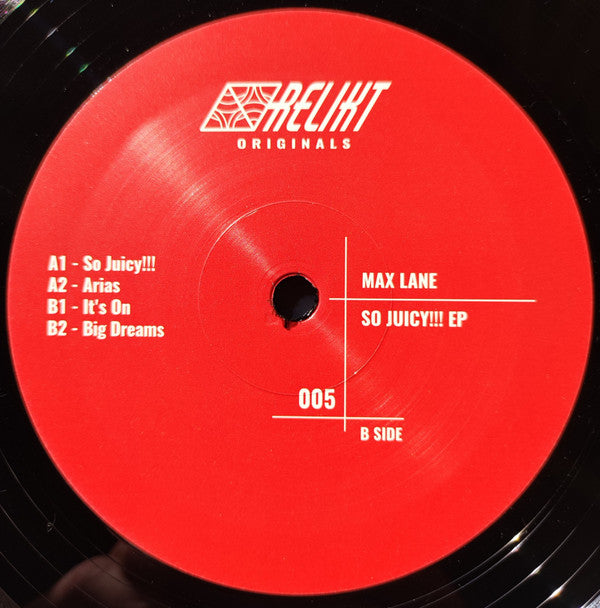 RELIKT
ORIGINALS
A1 - So Juicy!!!
A2 - Arias
B1 - It's On
B2 - Big Dreams
MAX LANE
SO JUICY!!! EP
005
B SIDE